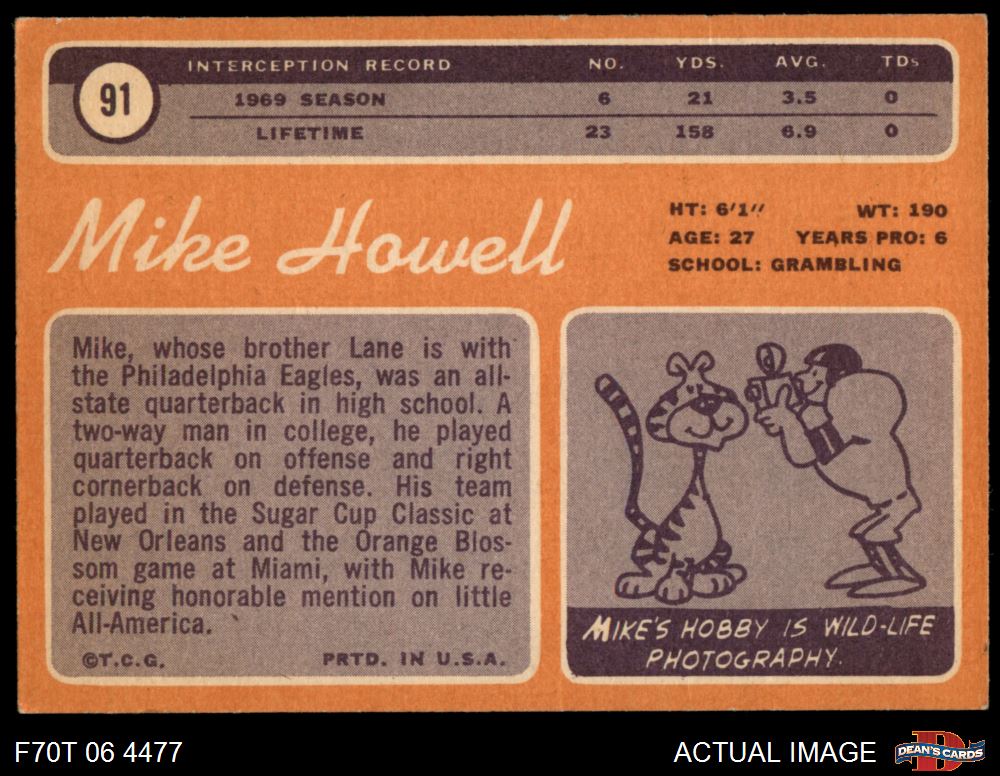 91
INTERCEPTION RECORD NO. YDS. AVG. TDs
1969 SEASON 6 21 3.5 0
LIFETIME 23 158 6.9 0
Mike Howell
HT: 6'1" WT: 190
AGE: 27 YEARS PRO: 6
SCHOOL: GRAMBLING
Mike, whose brother Lane is with
the Philadelphia Eagles, was an all-
state quarterback in high school. A
two-way man in college, he played
quarterback on offense and right
cornerback on defense. His team
played in the Sugar Cup Classic at
New Orleans and the Orange Blos-
som game at Miami, with Mike re-
ceiving honorable mention on little
All-America.
©T.C.G. PRTD. IN U.S.A.
MIKE'S HOBBY IS WILD-LIFE
PHOTOGRAPHY.
F70T 06 4477
ACTUAL IMAGE
D
DEAN'S CARDS